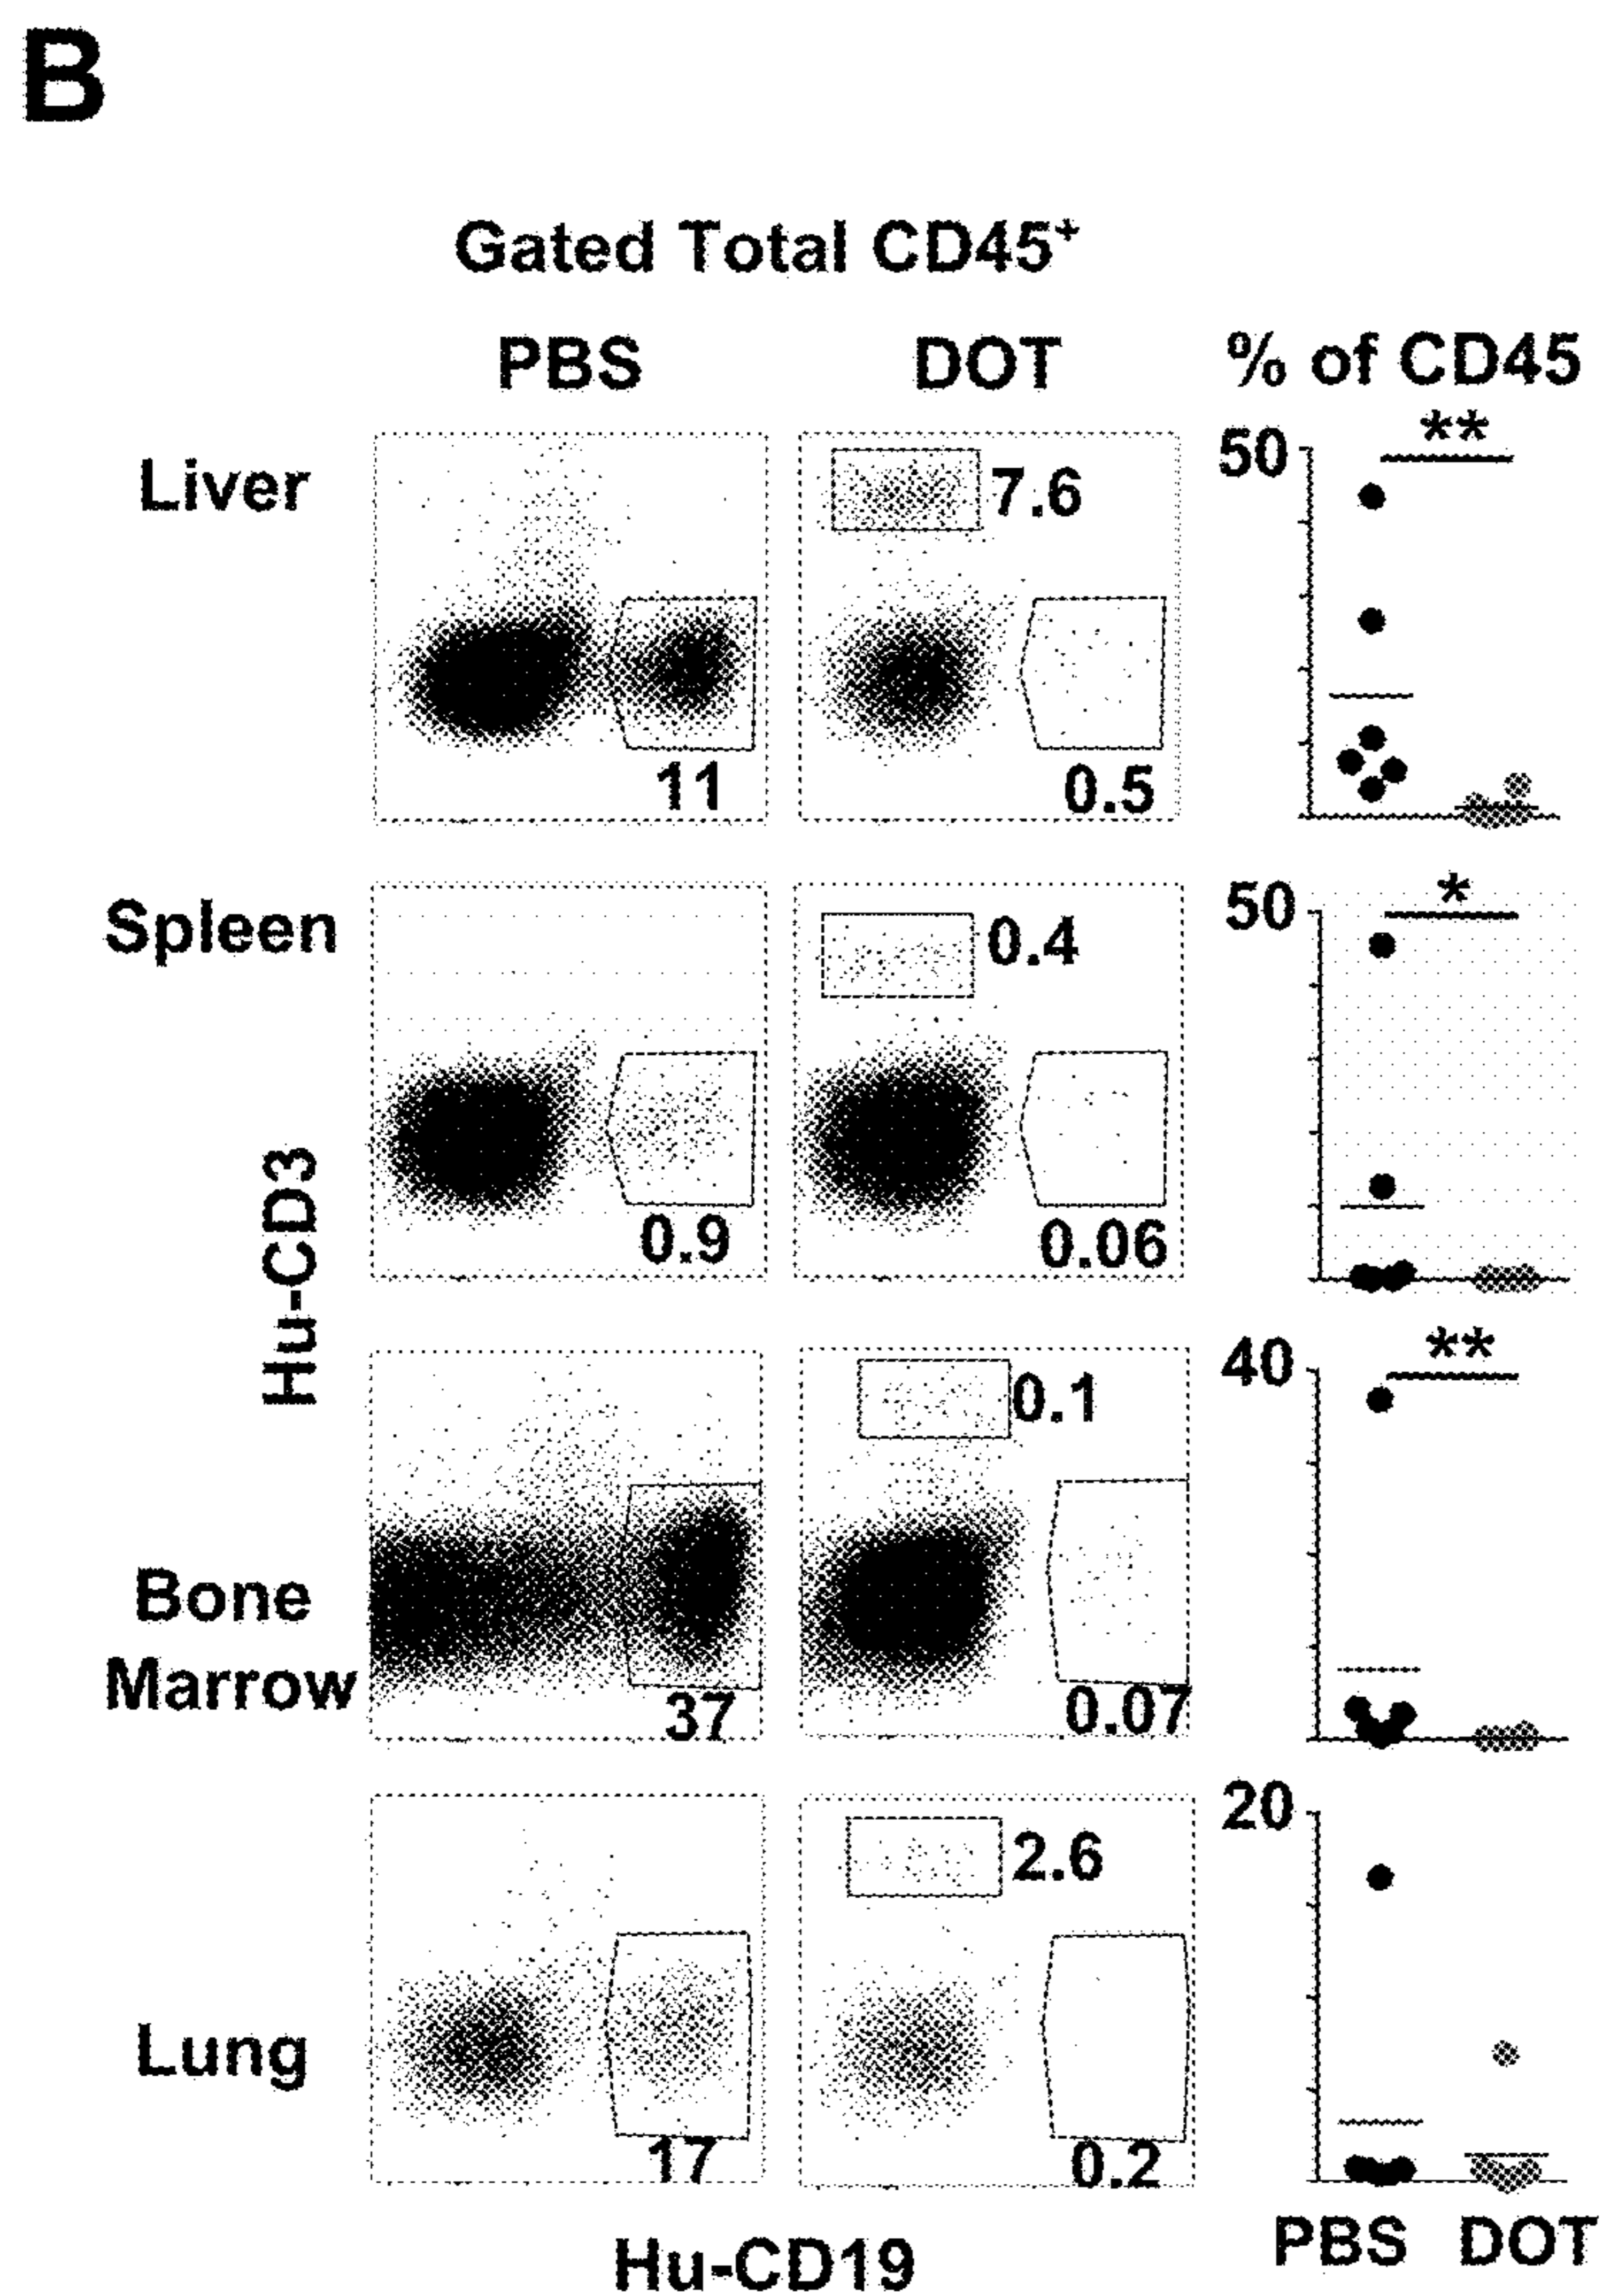 B
Gated Total CD45⁺
PBS DOT % of CD45
Liver 7.6 50 **
11 0.5
Spleen 0.4 50 *
0.9 0.06
Hu-CD3
0.1 40 **
Bone
Marrow
37 0.07
2.6 20
Lung
17 0.2
PBS DOT
Hu-CD19